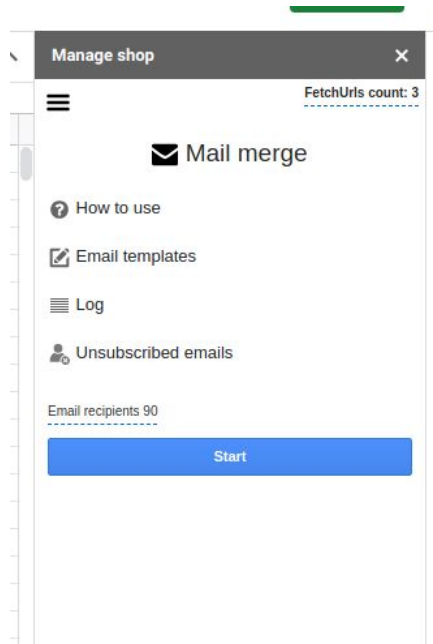 Manage shop
FetchUrls count: 3
Mail merge
How to use
Email templates
Log
Unsubscribed emails
Email recipients 90
Start